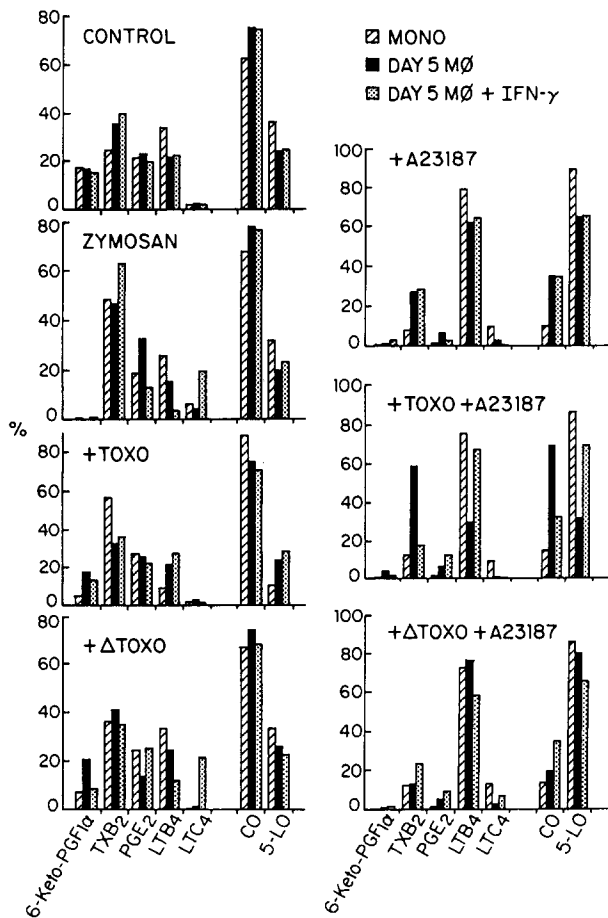 80
60
40
20
0
CONTROL
80
60
40
20
0
ZYMOSAN
%
80
60
40
20
0
+TOXO
80
60
40
20
0
+ΔTOXO
6-Keto-PGF1α
TXB2
PGE2
LTB4
LTC4
CO
5-LO
MONO
DAY 5 MØ
DAY 5 MØ + IFN-γ
100
80
60
40
20
0
+A23187
100
80
60
40
20
0
+TOXO+A23187
100
80
60
40
20
0
+ΔTOXO+A23187
6-Keto-PGF1α
TXB2
PGE2
LTB4
LTC4
CO
5-LO